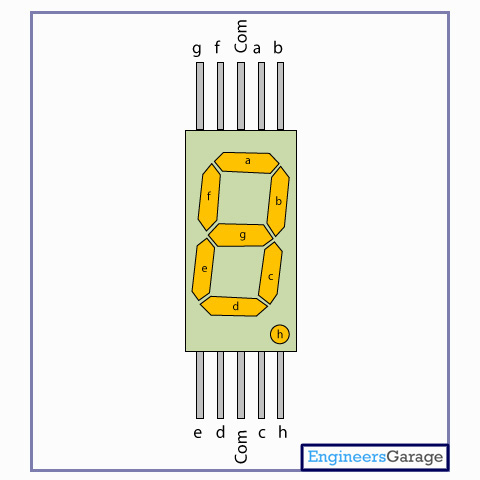 g f Com a b
a
f b
g
e c
d
h
e d Com c h
EngineersGarage